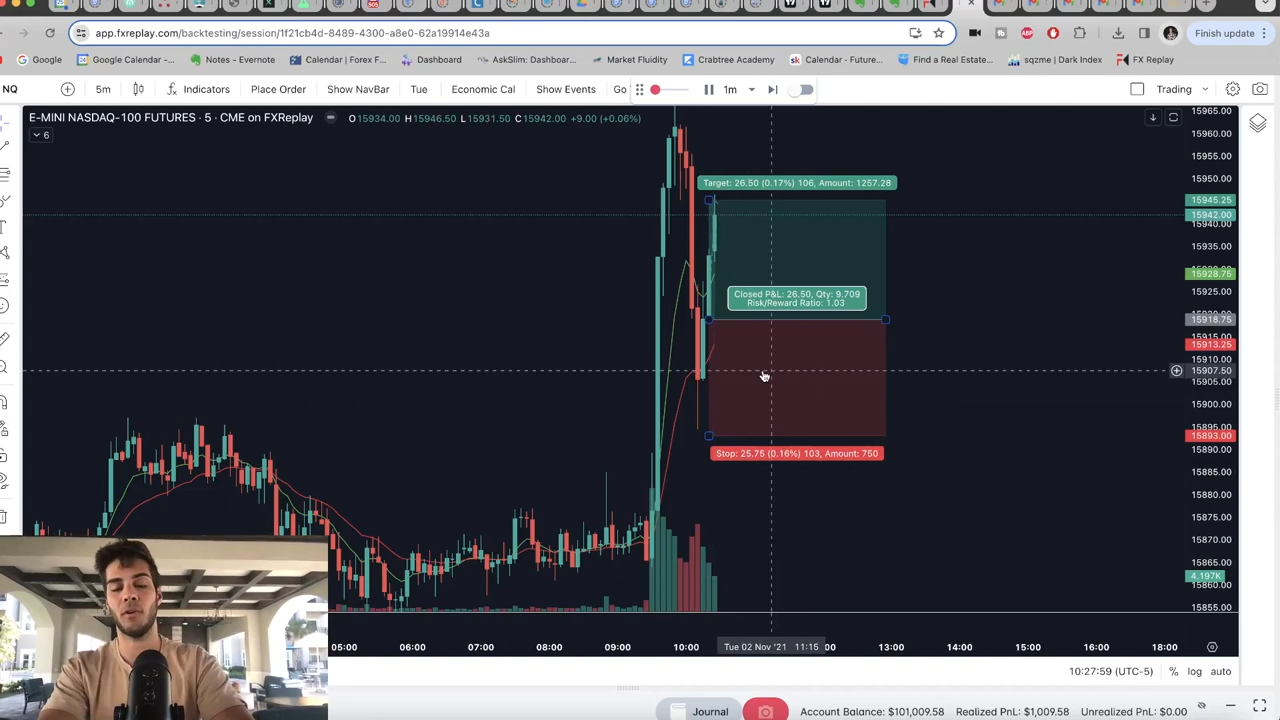 app.fxreplay.com/backtesting/session/1f21cb4d-8489-4300-a8e0-62a19914e43a
Finish update
Google
Google Calendar -...
Notes - Evernote
Calendar | Forex F...
Dashboard
AskSlim: Dashboar...
Market Fluidity
Crabtree Academy
Calendar - Future...
Find a Real Estate...
sqzme | Dark Index
FX Replay
NQ
5m
Indicators
Place Order
Show NavBar
Tue
Economic Cal
Show Events
Go
1m
Trading
E-MINI NASDAQ-100 FUTURES · 5 · CME on FXReplay
O15934.00 H15946.50 L15931.50 C15942.00 +9.00 (+0.06%)
6
Target: 26.50 (0.17%) 106, Amount: 1257.28
Closed P&L: 26.50, Qty: 9.709
Risk/Reward Ratio: 1.03
Stop: 25.75 (0.16%) 103, Amount: 750
15965.00
15960.00
15955.00
15950.00
15945.25
15942.00
15940.00
15935.00
15928.75
15925.00
15918.75
15915.00
15913.25
15910.00
15907.50
15905.00
15900.00
15895.00
15893.00
15890.00
15885.00
15880.00
15875.00
15870.00
15865.00
4.197K
15860.00
15855.00
05:00
06:00
07:00
08:00
09:00
10:00
Tue 02 Nov '21 11:15
:00
13:00
14:00
15:00
16:00
17:00
18:00
10:27:59 (UTC-5)
%
log
auto
Journal
Account Balance: $101,009.58
Realized PnL: $1,009.58
Unrealized PnL: $0.00